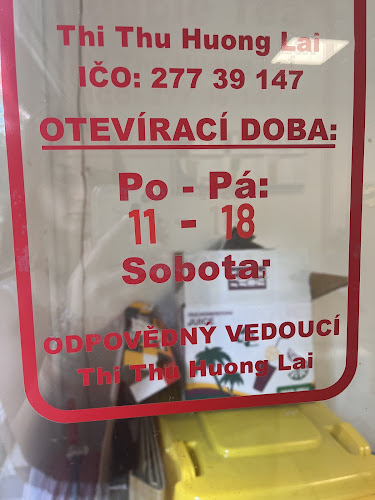 Thi Thu Huong Lai
IČO: 277 39 147
OTEVÍRACÍ DOBA:
Po - Pá:
11 - 18
Sobota:
JUICE
ODPOVĚDNÝ VEDOUCÍ
Thi Thu Huong Lai